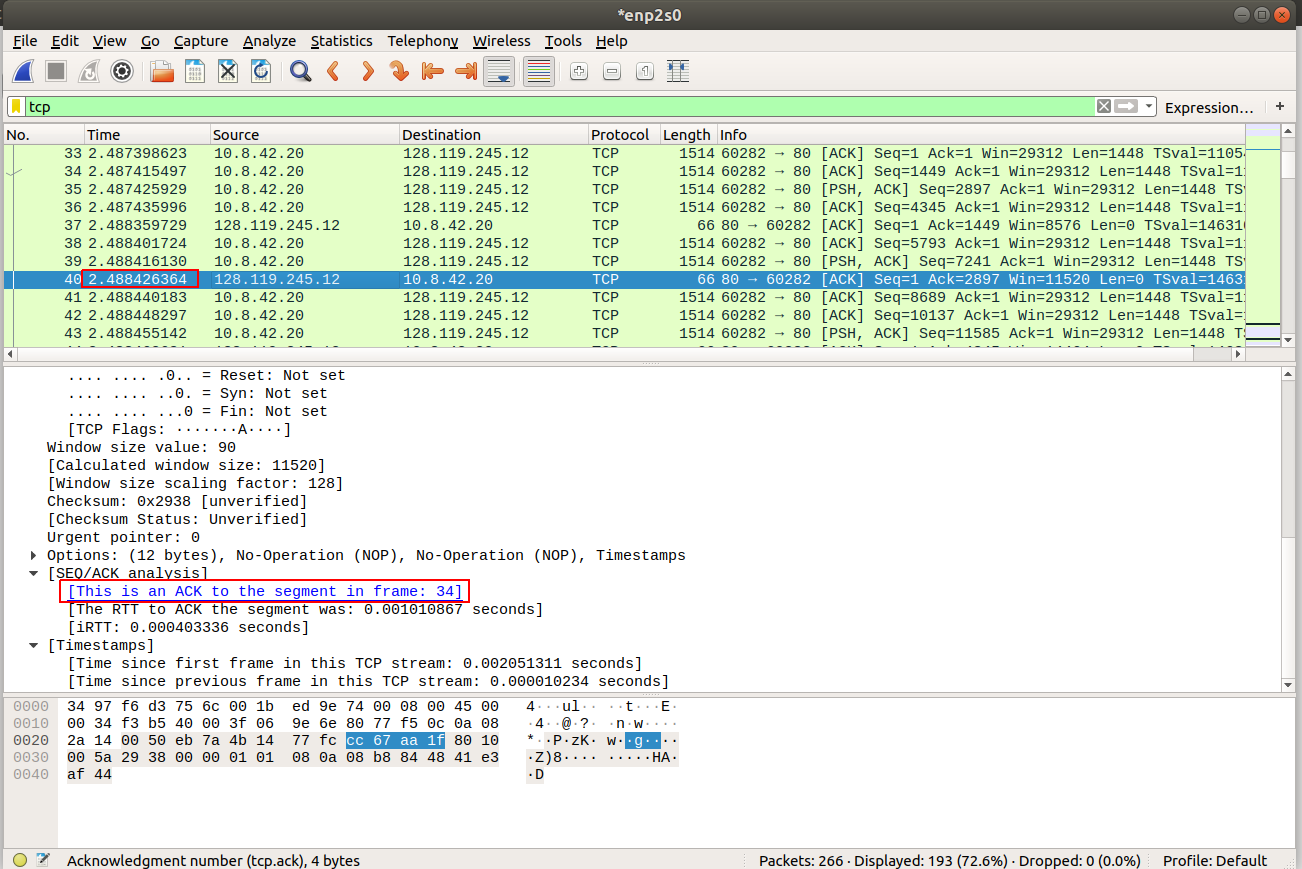 *enp2s0
File Edit View Go Capture Analyze Statistics Telephony Wireless Tools Help
tcp Expression… +
No. Time Source Destination Protocol Length Info
33 2.487398623 10.8.42.20 128.119.245.12 TCP 1514 60282 → 80 [ACK] Seq=1 Ack=1 Win=29312 Len=1448 TSval=11054
34 2.487415497 10.8.42.20 128.119.245.12 TCP 1514 60282 → 80 [ACK] Seq=1449 Ack=1 Win=29312 Len=1448 TSval=1
35 2.487425929 10.8.42.20 128.119.245.12 TCP 1514 60282 → 80 [PSH, ACK] Seq=2897 Ack=1 Win=29312 Len=1448 TS
36 2.487435996 10.8.42.20 128.119.245.12 TCP 1514 60282 → 80 [ACK] Seq=4345 Ack=1 Win=29312 Len=1448 TSval=1
37 2.488359729 128.119.245.12 10.8.42.20 TCP 66 80 → 60282 [ACK] Seq=1 Ack=1449 Win=8576 Len=0 TSval=14631
38 2.488401724 10.8.42.20 128.119.245.12 TCP 1514 60282 → 80 [ACK] Seq=5793 Ack=1 Win=29312 Len=1448 TSval=1
39 2.488416130 10.8.42.20 128.119.245.12 TCP 1514 60282 → 80 [PSH, ACK] Seq=7241 Ack=1 Win=29312 Len=1448 TS
40 2.488426364 128.119.245.12 10.8.42.20 TCP 66 80 → 60282 [ACK] Seq=1 Ack=2897 Win=11520 Len=0 TSval=1463
41 2.488440183 10.8.42.20 128.119.245.12 TCP 1514 60282 → 80 [ACK] Seq=8689 Ack=1 Win=29312 Len=1448 TSval=1
42 2.488448297 10.8.42.20 128.119.245.12 TCP 1514 60282 → 80 [ACK] Seq=10137 Ack=1 Win=29312 Len=1448 TSval=
43 2.488455142 10.8.42.20 128.119.245.12 TCP 1514 60282 → 80 [PSH, ACK] Seq=11585 Ack=1 Win=29312 Len=1448 T
.... .... .0.. = Reset: Not set
.... .... ..0. = Syn: Not set
.... .... ...0 = Fin: Not set
[TCP Flags: ·······A····]
Window size value: 90
[Calculated window size: 11520]
[Window size scaling factor: 128]
Checksum: 0x2938 [unverified]
[Checksum Status: Unverified]
Urgent pointer: 0
Options: (12 bytes), No-Operation (NOP), No-Operation (NOP), Timestamps
[SEQ/ACK analysis]
[This is an ACK to the segment in frame: 34]
[The RTT to ACK the segment was: 0.001010867 seconds]
[iRTT: 0.000403336 seconds]
[Timestamps]
[Time since first frame in this TCP stream: 0.002051311 seconds]
[Time since previous frame in this TCP stream: 0.000010234 seconds]
0000 34 97 f6 d3 75 6c 00 1b ed 9e 74 00 08 00 45 00 4···ul·· ··t···E·
0010 00 34 f3 b5 40 00 3f 06 9e 6e 80 77 f5 0c 0a 08 ·4··@·?· ·n·w····
0020 2a 14 00 50 eb 7a 4b 14 77 fc cc 67 aa 1f 80 10 *··P·zK· w··g····
0030 00 5a 29 38 00 00 01 01 08 0a 08 b8 84 48 41 e3 ·Z)8···· ·····HA·
0040 af 44 ·D
Acknowledgment number (tcp.ack), 4 bytes Packets: 266 · Displayed: 193 (72.6%) · Dropped: 0 (0.0%) Profile: Default